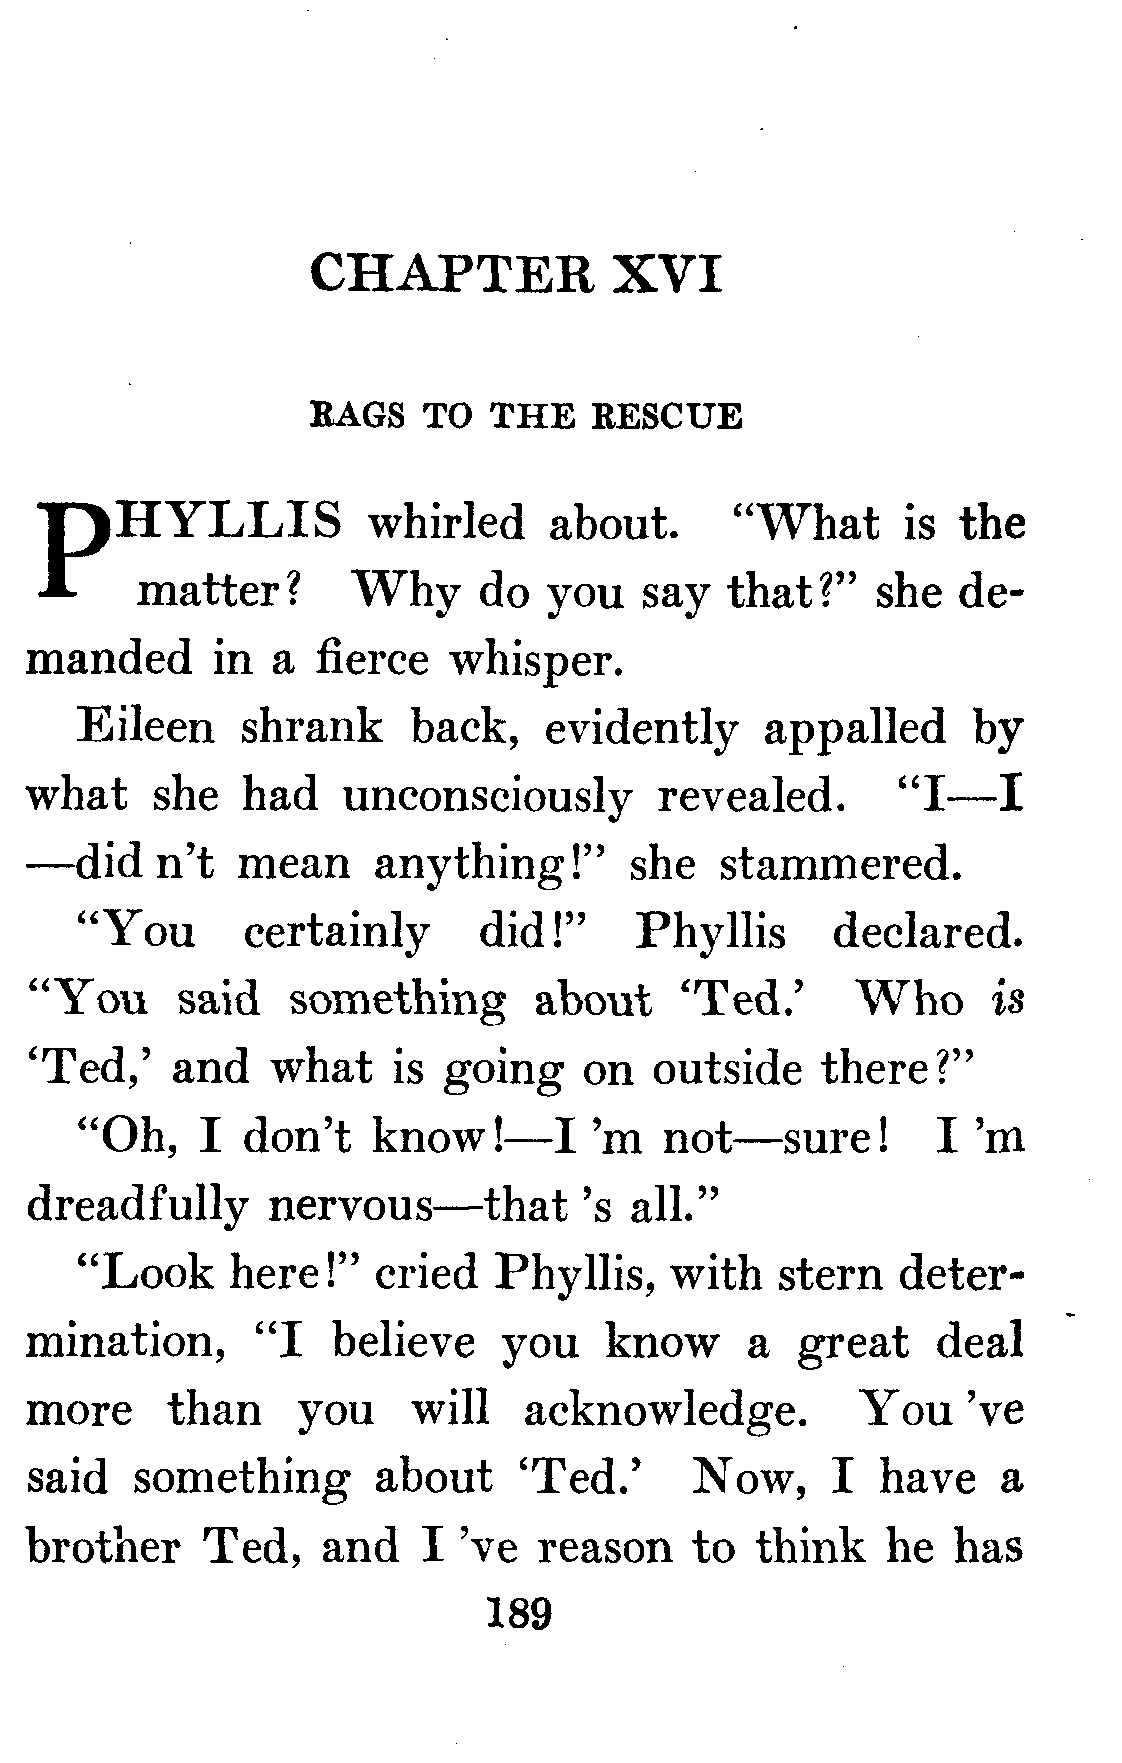 CHAPTER XVI
RAGS TO THE RESCUE
PHYLLIS whirled about. “What is the
matter? Why do you say that?” she de-
manded in a fierce whisper.
Eileen shrank back, evidently appalled by
what she had unconsciously revealed. “I—I
—did n’t mean anything!” she stammered.
“You certainly did!” Phyllis declared.
“You said something about ‘Ted.’ Who is
‘Ted,’ and what is going on outside there?”
“Oh, I don’t know!—I ’m not—sure! I ’m
dreadfully nervous—that ’s all.”
“Look here!” cried Phyllis, with stern deter-
mination, “I believe you know a great deal
more than you will acknowledge. You ’ve
said something about ‘Ted.’ Now, I have a
brother Ted, and I ’ve reason to think he has
189